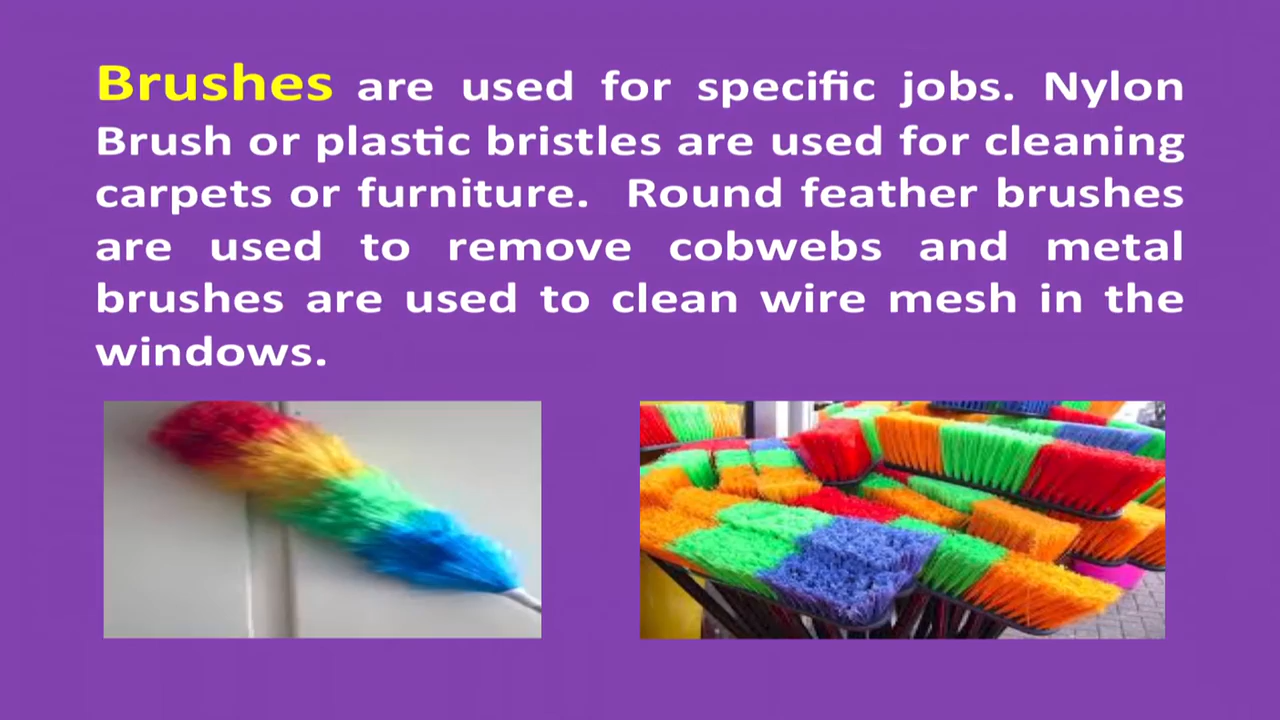 Brushes are used for specific jobs. Nylon
Brush or plastic bristles are used for cleaning
carpets or furniture. Round feather brushes
are used to remove cobwebs and metal
brushes are used to clean wire mesh in the
windows.